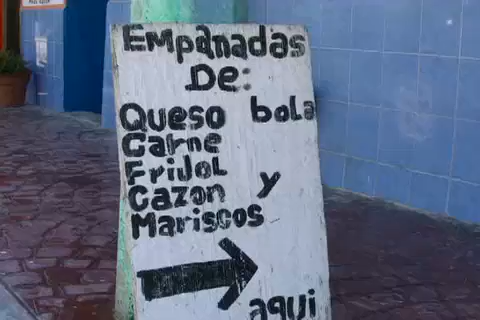 Empanadas
De:
Queso bola
Carne
Frijol
Cazon y
Mariscos
aqui